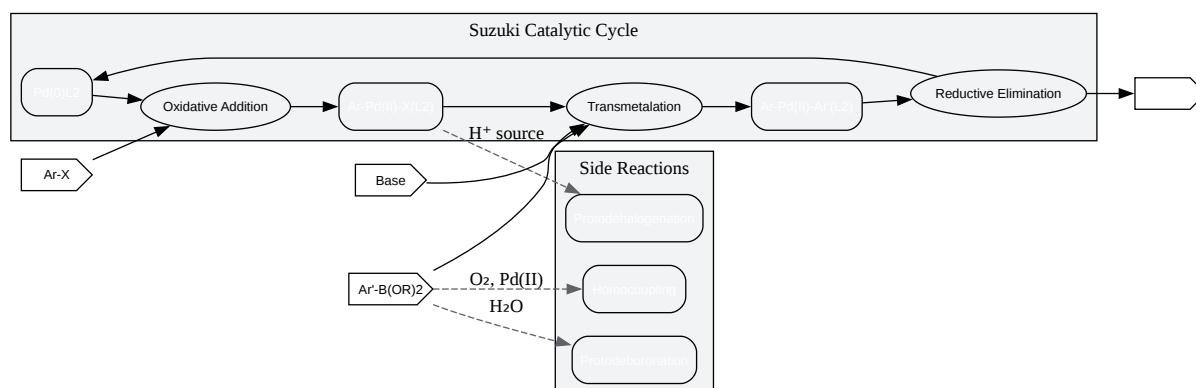 Suzuki Catalytic Cycle
Pd(0)L2
Oxidative Addition
Ar-Pd(II)-X(L2)
Transmetalation
Ar-Pd(II)-Ar'(L2)
Reductive Elimination
Ar-X
H⁺ source
Base
Side Reactions
Protodehalogenation
Ar'-B(OR)2
O₂, Pd(II)
Homocoupling
H₂O
Protodeboronation